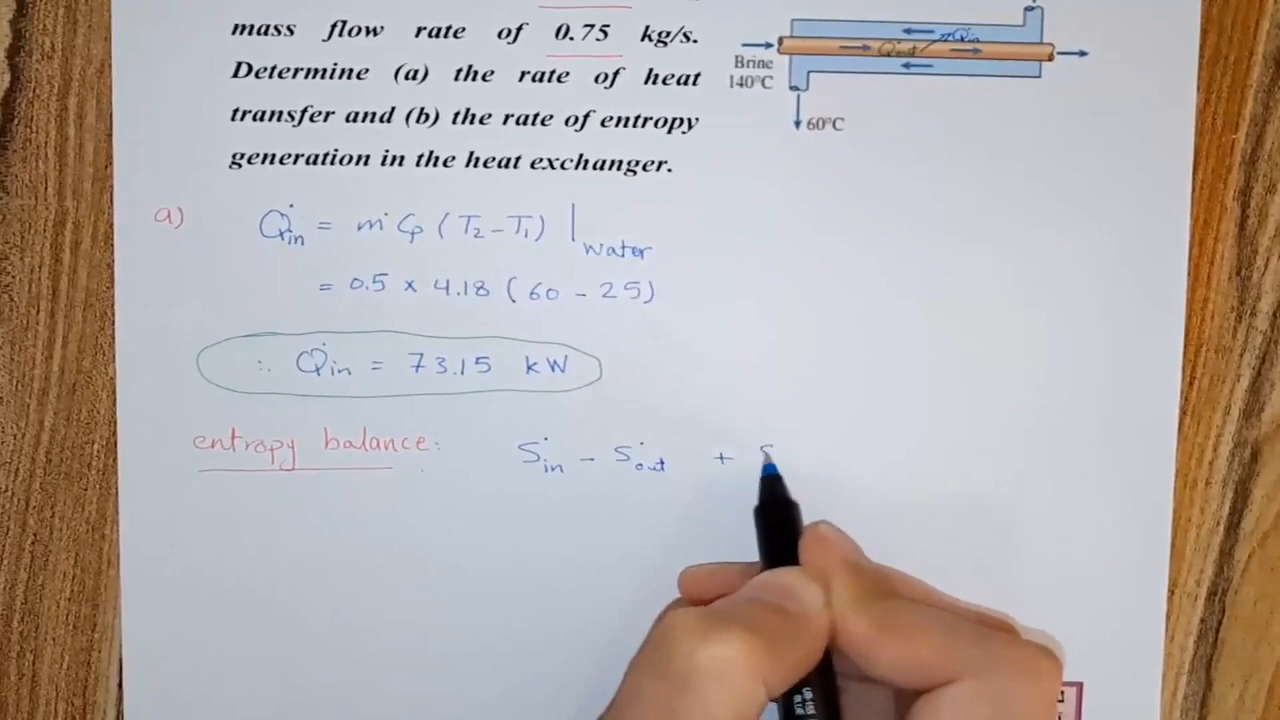 mass flow rate of 0.75 kg/s.
Determine (a) the rate of heat
transfer and (b) the rate of entropy
generation in the heat exchanger.
Brine
140°C
Q̇out
Q̇in
60°C
a) Q̇in = ṁ Cp (T2 - T1) | water
= 0.5 × 4.18 (60 - 25)
∴ Q̇in = 73.15 kW
entropy balance: Ṡin - Ṡout + S